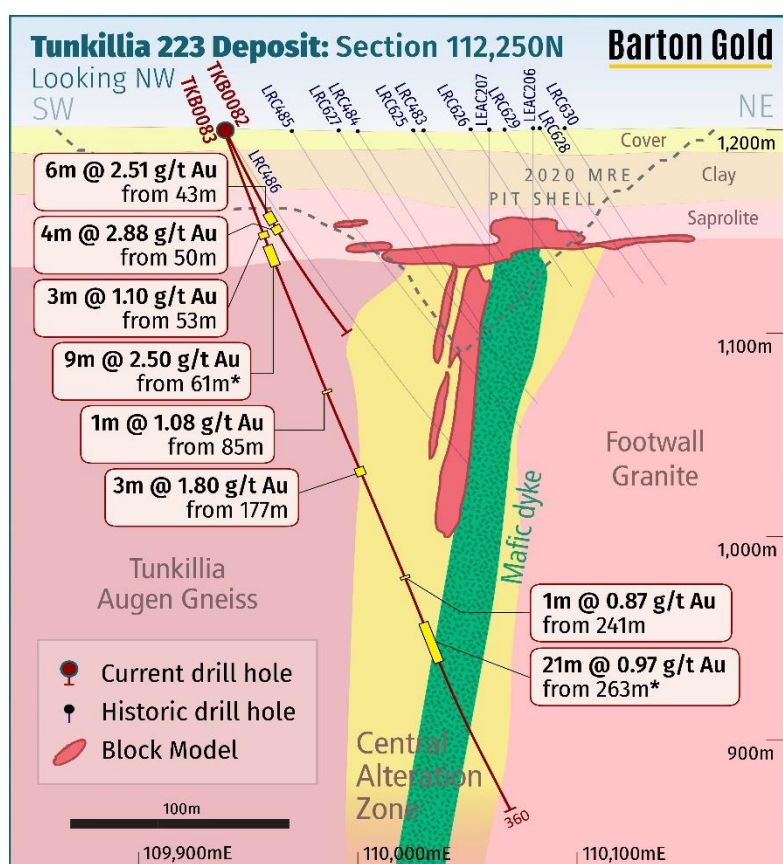 Tunkillia 223 Deposit: Section 112,250N
Barton Gold
Looking NW
SW
NE
TKB0083
TKB0082
LRC486
LRC485
LRC627
LRC484
LRC625
LRC483
LRC626
LEAC207
LRC629
LEAC206
LRC628
LRC630
1,200m
Cover
Clay
2020 MRE
PIT SHELL
Saprolite
6m @ 2.51 g/t Au
from 43m
4m @ 2.88 g/t Au
from 50m
3m @ 1.10 g/t Au
from 53m
9m @ 2.50 g/t Au
from 61m*
1m @ 1.08 g/t Au
from 85m
3m @ 1.80 g/t Au
from 177m
1,100m
Footwall
Granite
Mafic dyke
1,000m
Tunkillia
Augen Gneiss
1m @ 0.87 g/t Au
from 241m
21m @ 0.97 g/t Au
from 263m*
Current drill hole
Historic drill hole
Block Model
Central
Alteration
Zone
900m
360
100m
109,900mE
110,000mE
110,100mE